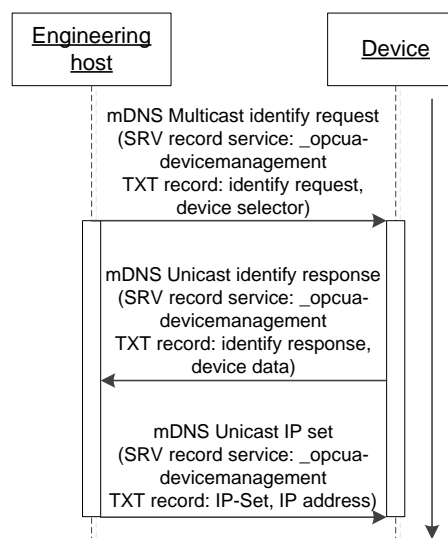 Engineering
host
Device
mDNS Multicast identify request
(SRV record service: _opcua-
devicemanagement
TXT record: identify request,
device selector)
mDNS Unicast identify response
(SRV record service: _opcua-
devicemanagement
TXT record: identify response,
device data)
mDNS Unicast IP set
(SRV record service: _opcua-
devicemanagement
TXT record: IP-Set, IP address)